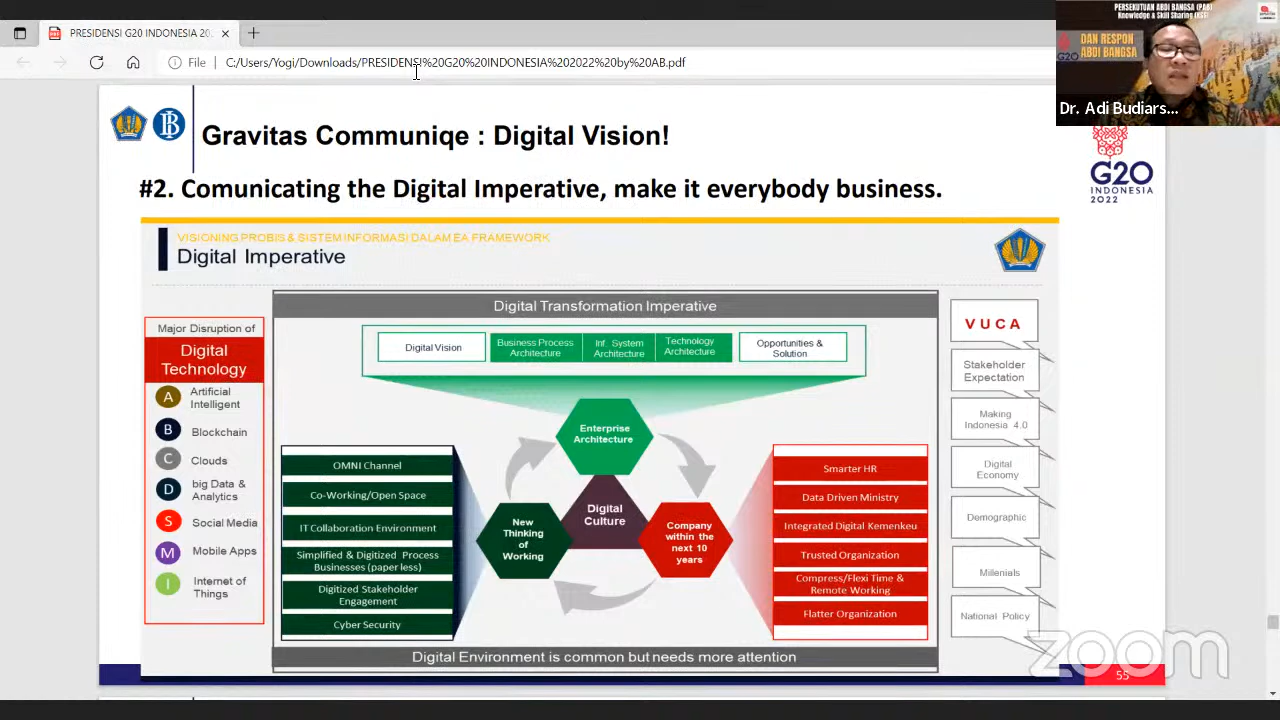 PRESIDENSI G20 INDONESIA 20
File
C:/Users/Yogi/Download
%20G20%20INDONESIA%202022%20by%20AB.pdf
PERSEKUTUAN ABDI BANGSA (PAB)
Knowledge & Skill Sharing (KSS)
DAN RESPON
ABDI BANGSA
G20
Dr. Adi Budiars...
Gravitas Communiqe : Digital Vision!
G20
INDONESIA
2022
#2. Comunicating the Digital Imperative, make it everybody business.
VISIONING PROBIS & SISTEM INFORMASI DALAM EA FRAMEWORK
Digital Imperative
Major Disruption of
Digital
Technology
A
Artificial
Intelligent
B
Blockchain
C
Clouds
D
big Data &
Analytics
S
Social Media
M
Mobile Apps
I
Internet of
Things
Digital Transformation Imperative
Digital Vision
Business Process
Architecture
Inf. System
Architecture
Technology
Architecture
Opportunities &
Solution
Enterprise
Architecture
Digital
Culture
New
Thinking
of
Working
Company
within the
next 10
years
OMNI Channel
Co-Working/Open Space
IT Collaboration Environment
Simplified & Digitized Process
Businesses (paper less)
Digitized Stakeholder
Engagement
Cyber Security
Smarter HR
Data Driven Ministry
Integrated Digital Kemenkeu
Trusted Organization
Compress/Flexi Time &
Remote Working
Flatter Organization
Digital Environment is common but needs more attention
VUCA
Stakeholder
Expectation
Making
Indonesia 4.0
Digital
Economy
Demographic
Millenials
National Policy
zoom
55